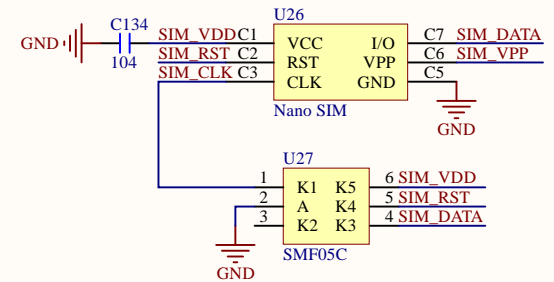 U26
C134
GND
104
SIM_VDD C1 VCC I/O C7 SIM_DATA
SIM_RST C2 RST VPP C6 SIM_VPP
SIM_CLK C3 CLK GND C5
Nano SIM
GND
U27
1 K1 K5 6 SIM_VDD
2 A K4 5 SIM_RST
3 K2 K3 4 SIM_DATA
SMF05C
GND